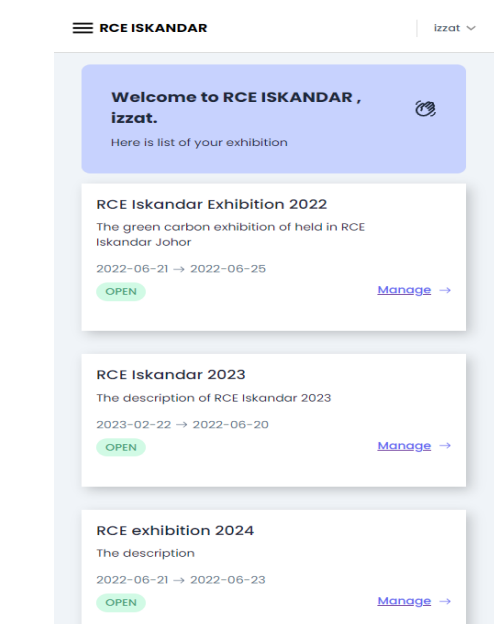 RCE ISKANDAR
izzat
Welcome to RCE ISKANDAR ,
izzat.
Here is list of your exhibition
RCE Iskandar Exhibition 2022
The green carbon exhibition of held in RCE
Iskandar Johor
2022-06-21 → 2022-06-25
OPEN
Manage →
RCE Iskandar 2023
The description of RCE Iskandar 2023
2023-02-22 → 2022-06-20
OPEN
Manage →
RCE exhibition 2024
The description
2022-06-21 → 2022-06-23
OPEN
Manage →